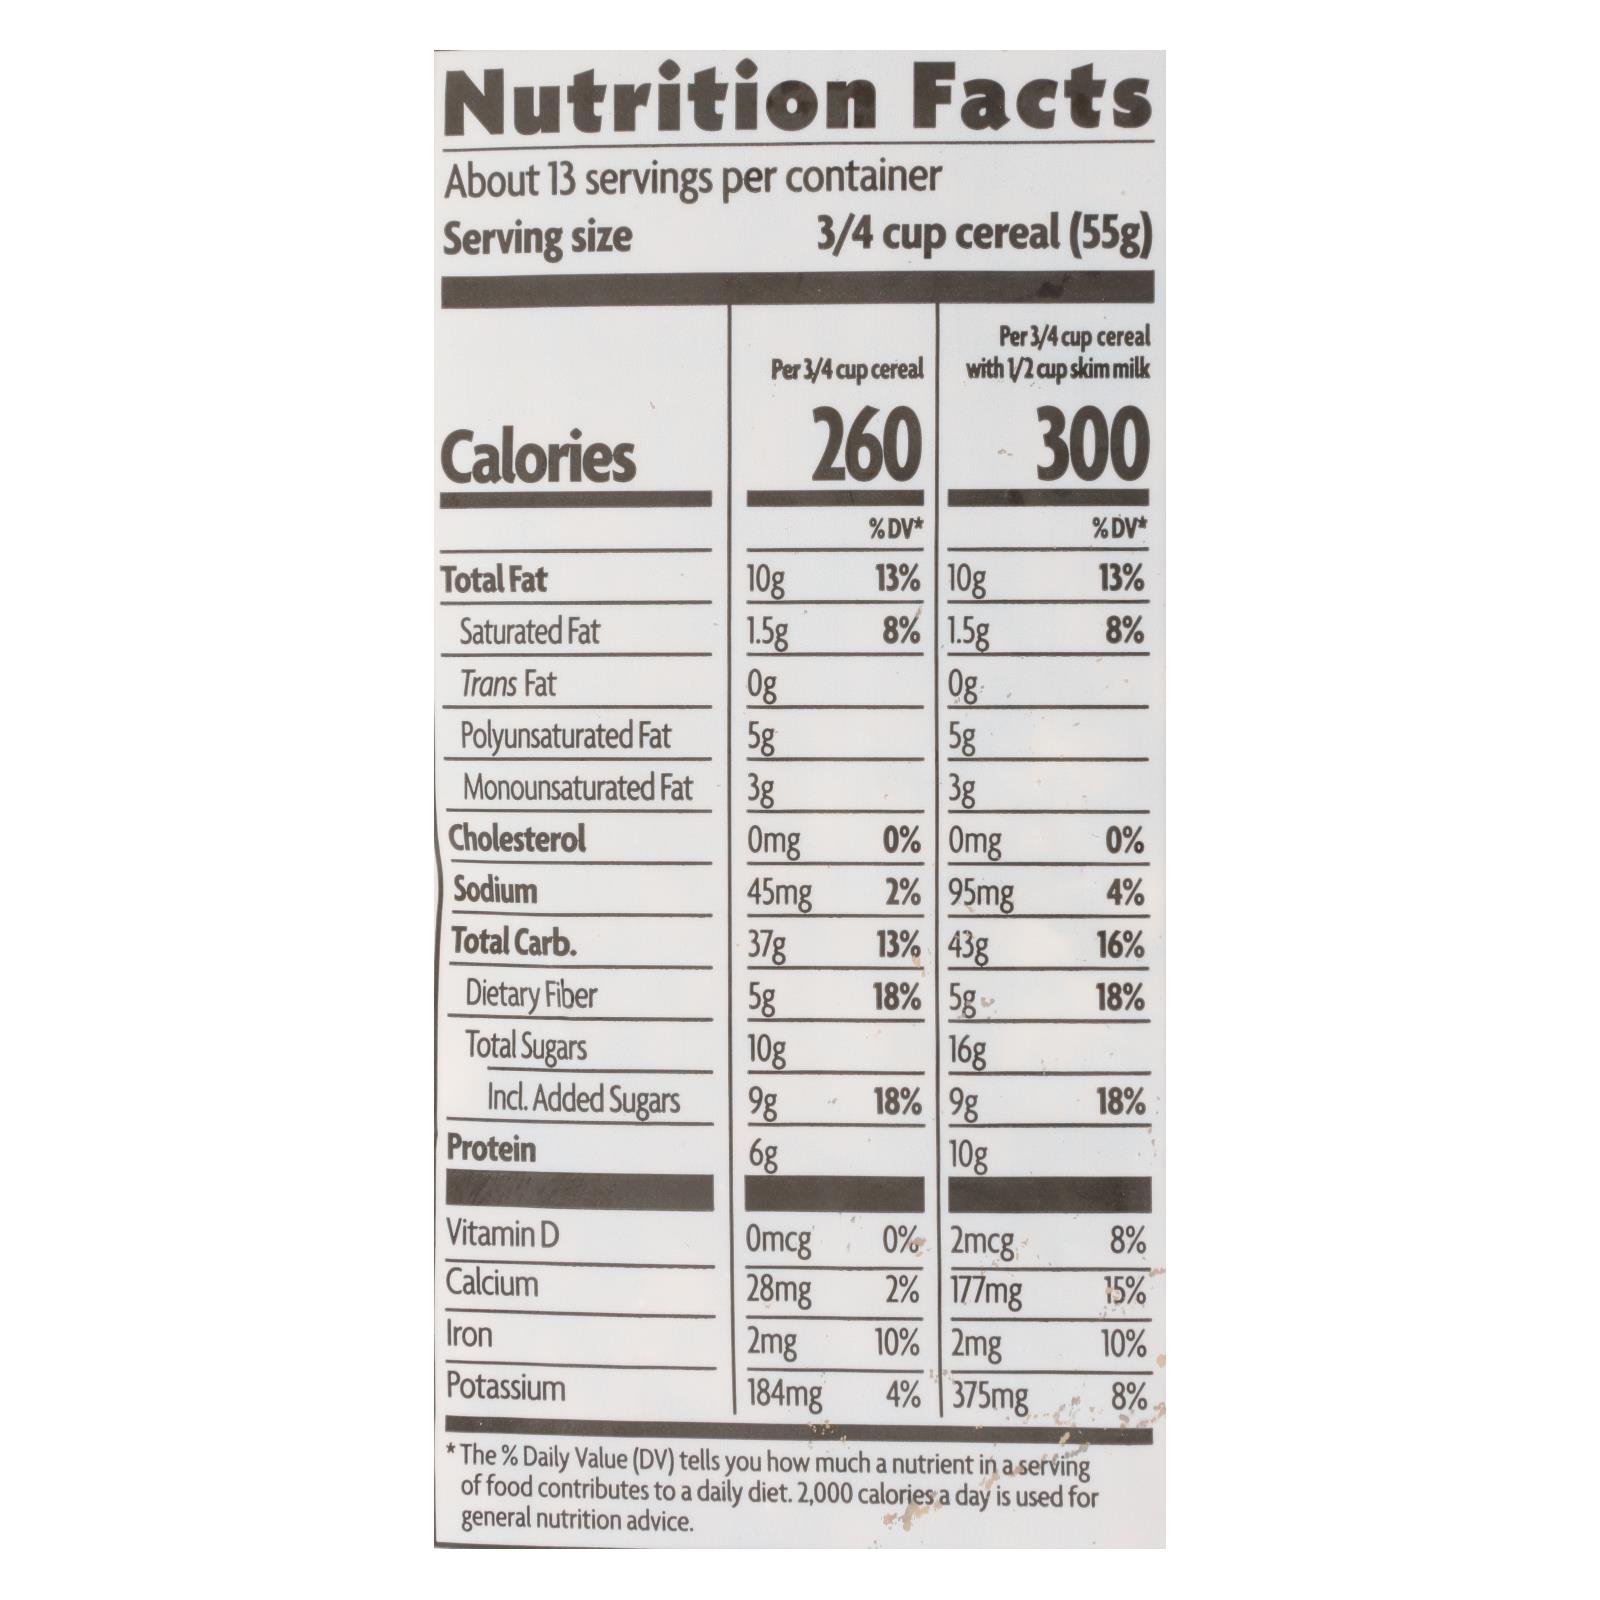 Nutrition Facts
About 13 servings per container
Serving size 3/4 cup cereal (55g)
Per 3/4 cup cereal
Per 3/4 cup cereal
with 1/2 cup skim milk
Calories 260 300
% DV* % DV*
Total Fat 10g 13% 10g 13%
Saturated Fat 1.5g 8% 1.5g 8%
Trans Fat 0g 0g
Polyunsaturated Fat 5g 5g
Monounsaturated Fat 3g 3g
Cholesterol 0mg 0% 0mg 0%
Sodium 45mg 2% 95mg 4%
Total Carb. 37g 13% 43g 16%
Dietary Fiber 5g 18% 5g 18%
Total Sugars 10g 16g
Incl. Added Sugars 9g 18% 9g 18%
Protein 6g 10g
Vitamin D 0mcg 0% 2mcg 8%
Calcium 28mg 2% 177mg 15%
Iron 2mg 10% 2mg 10%
Potassium 184mg 4% 375mg 8%
* The % Daily Value (DV) tells you how much a nutrient in a serving
of food contributes to a daily diet. 2,000 calories a day is used for
general nutrition advice.